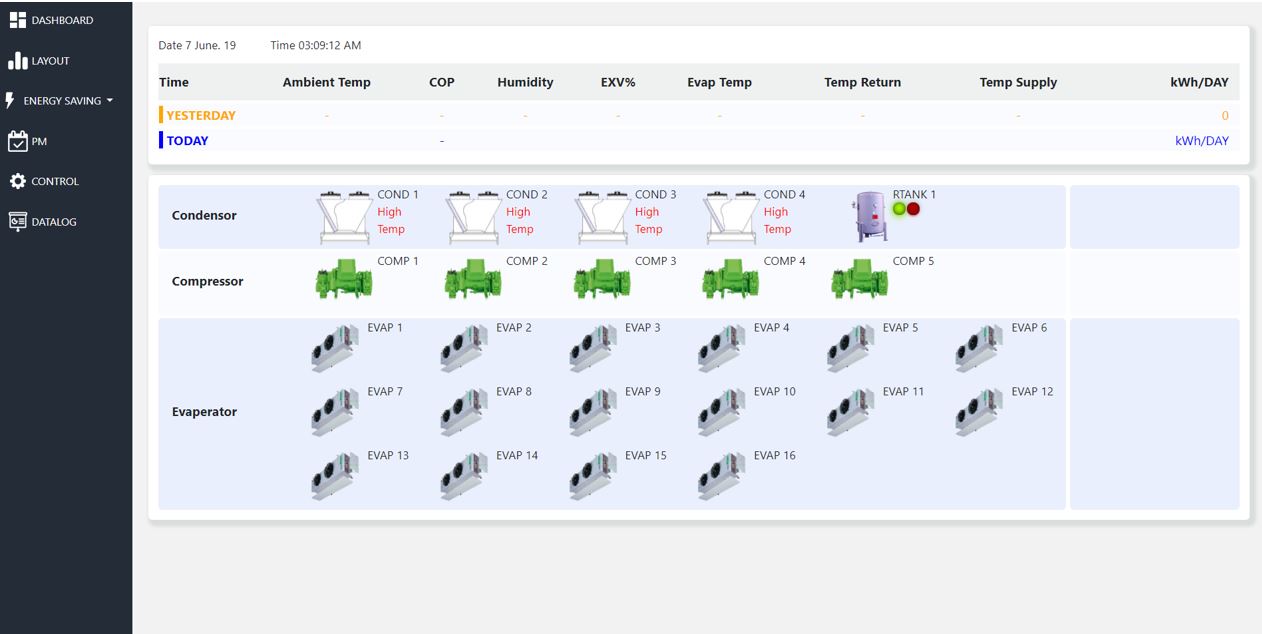 DASHBOARD
LAYOUT
ENERGY SAVING
PM
CONTROL
DATALOG
Date 7 June. 19 Time 03:09:12 AM
Time Ambient Temp COP Humidity EXV% Evap Temp Temp Return Temp Supply kWh/DAY
YESTERDAY - - - - - - - 0
TODAY - kWh/DAY
Condensor
COND 1 COND 2 COND 3 COND 4 RTANK 1
High High High High
Temp Temp Temp Temp
Compressor
COMP 1 COMP 2 COMP 3 COMP 4 COMP 5
Evaperator
EVAP 1 EVAP 2 EVAP 3 EVAP 4 EVAP 5 EVAP 6
EVAP 7 EVAP 8 EVAP 9 EVAP 10 EVAP 11 EVAP 12
EVAP 13 EVAP 14 EVAP 15 EVAP 16